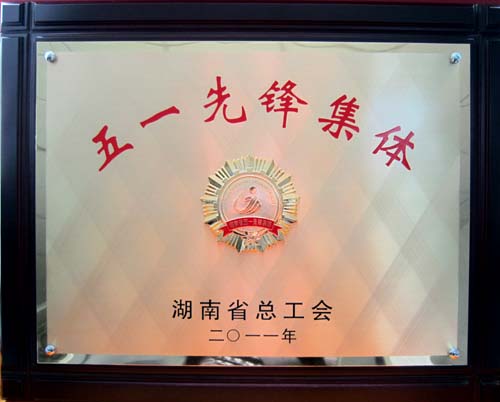 五一先锋集体
湖南省总工会
二〇一一年